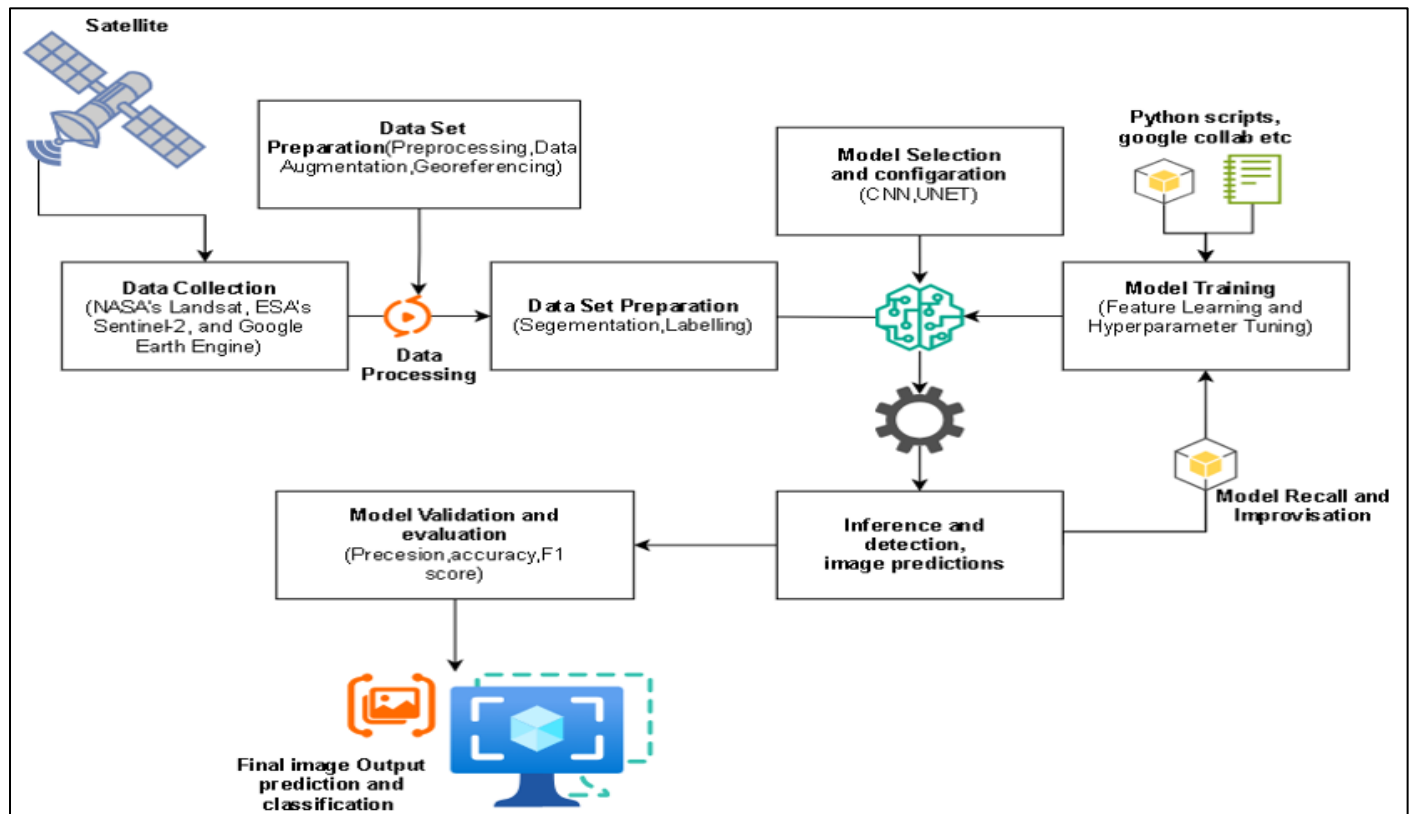 Satellite
Data Set
Preparation(Preprocessing,Data
Augmentation,Georeferencing)
Model Selection
and configaration
(CNN,UNET)
Python scripts,
google collab etc
Data Collection
(NASA's Landsat, ESA's
Sentinel-2, and Google
Earth Engine)
Data
Processing
Data Set Preparation
(Segementation,Labelling)
Model Training
(Feature Learning and
Hyperparameter Tuning)
Model Validation and
evaluation
(Precesion,accuracy,F1
score)
Inference and
detection,
image predictions
Model Recall and
Improvisation
Final image Output
prediction and
classification